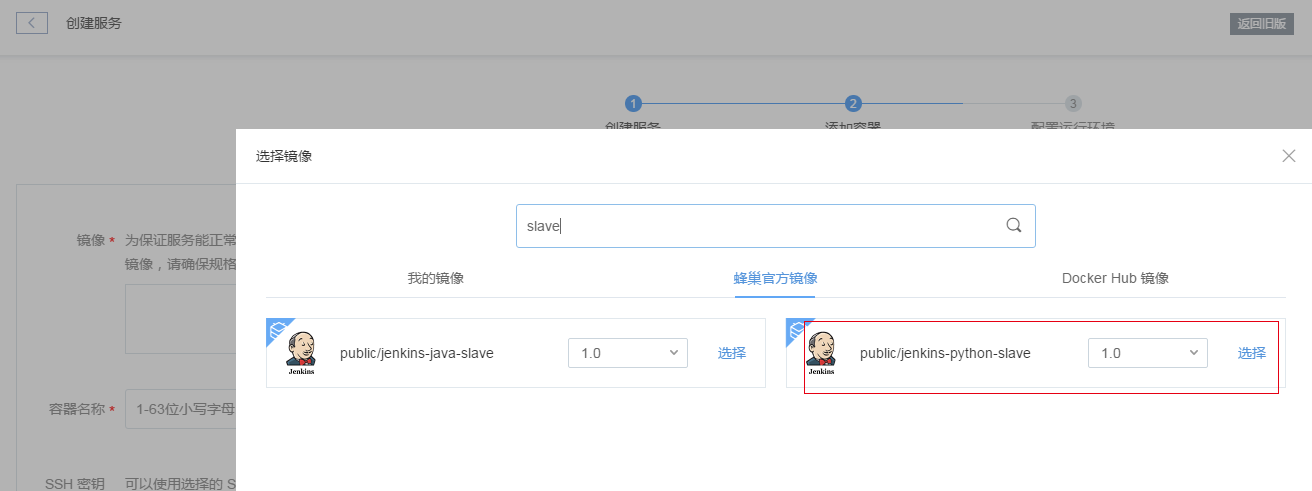 创建服务
返回旧版
1
2
3
创建服务
添加容器
配置运行环境
选择镜像
slave
镜像 * 为保证服务能正常
镜像，请确保规格
我的镜像
蜂巢官方镜像
Docker Hub 镜像
Jenkins
public/jenkins-java-slave
1.0
选择
Jenkins
public/jenkins-python-slave
1.0
选择
容器名称 *
1-63位小写字母
SSH 密钥
可以使用选择的 S